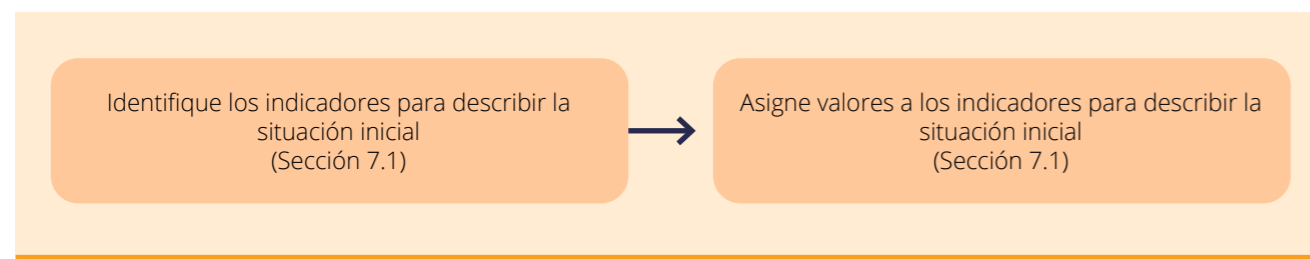 Identifique los indicadores para describir la
situación inicial
(Sección 7.1)
Asigne valores a los indicadores para describir la
situación inicial
(Sección 7.1)